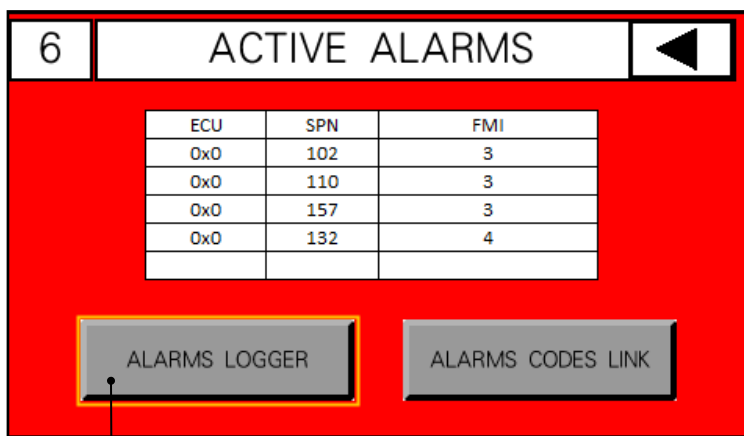 6 ACTIVE ALARMS
ECU SPN FMI
0x0 102 3
0x0 110 3
0x0 157 3
0x0 132 4
ALARMS LOGGER ALARMS CODES LINK